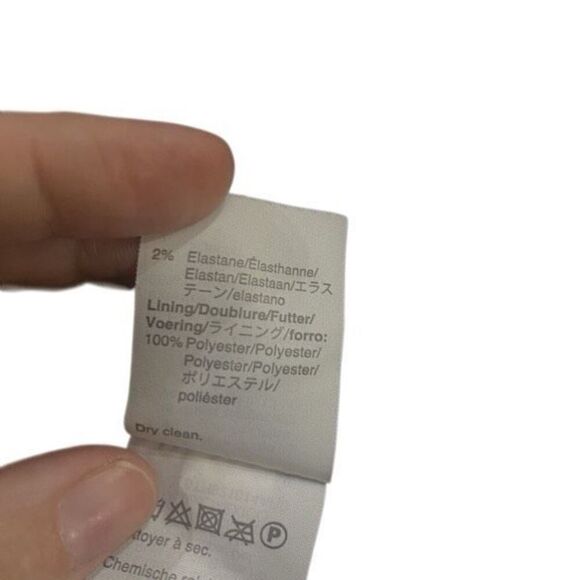 2% Elastane/Élasthanne/
Elastan/Elastaan/エラス
テーン/elastano
Lining/Doublure/Futter/
Voering/ライニング/forro:
100% Polyester/Polyester/
Polyester/Polyester/
ポリエステル/
poliéster
Dry clean.
P
à sec.
Chemische